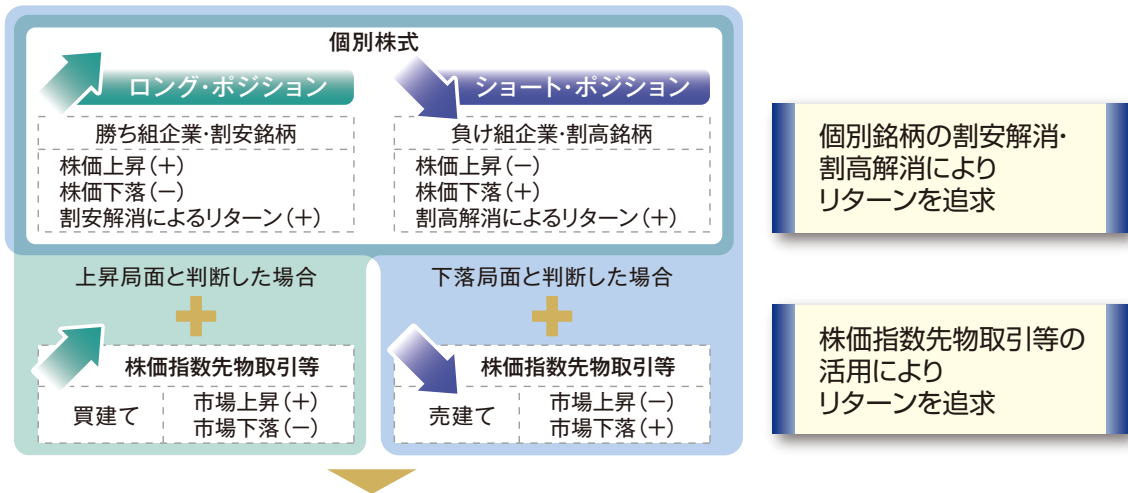 個別株式
ロング・ポジション
勝ち組企業・割安銘柄
株価上昇(＋)
株価下落(－)
割安解消によるリターン(＋)
ショート・ポジション
負け組企業・割高銘柄
株価上昇(－)
株価下落(＋)
割高解消によるリターン(＋)
個別銘柄の割安解消・
割高解消により
リターンを追求
上昇局面と判断した場合
株価指数先物取引等
買建て
市場上昇(＋)
市場下落(－)
下落局面と判断した場合
株価指数先物取引等
売建て
市場上昇(－)
市場下落(＋)
株価指数先物取引等の
活用により
リターンを追求